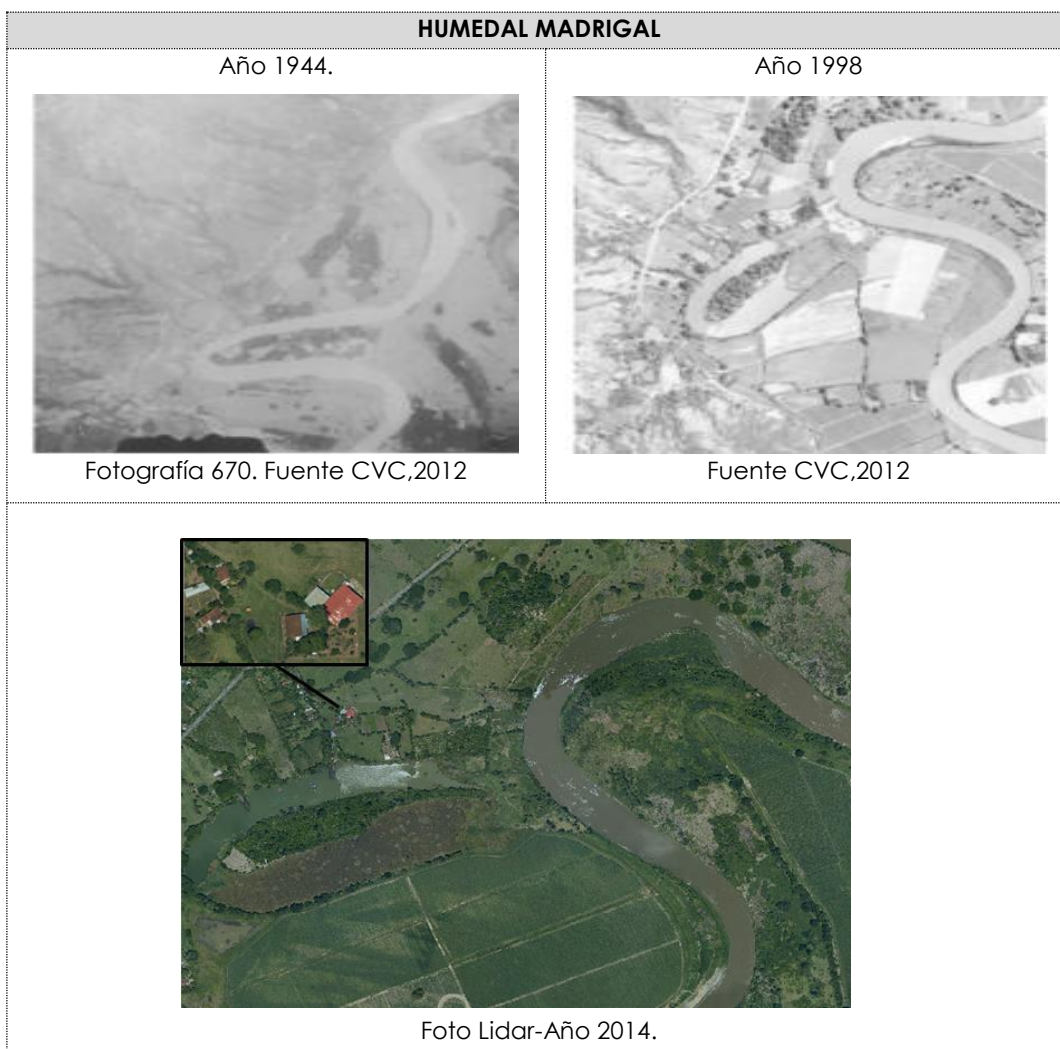 HUMEDAL MADRIGAL
Año 1944.
Año 1998
Fotografía 670. Fuente CVC,2012
Fuente CVC,2012
Foto Lidar-Año 2014.